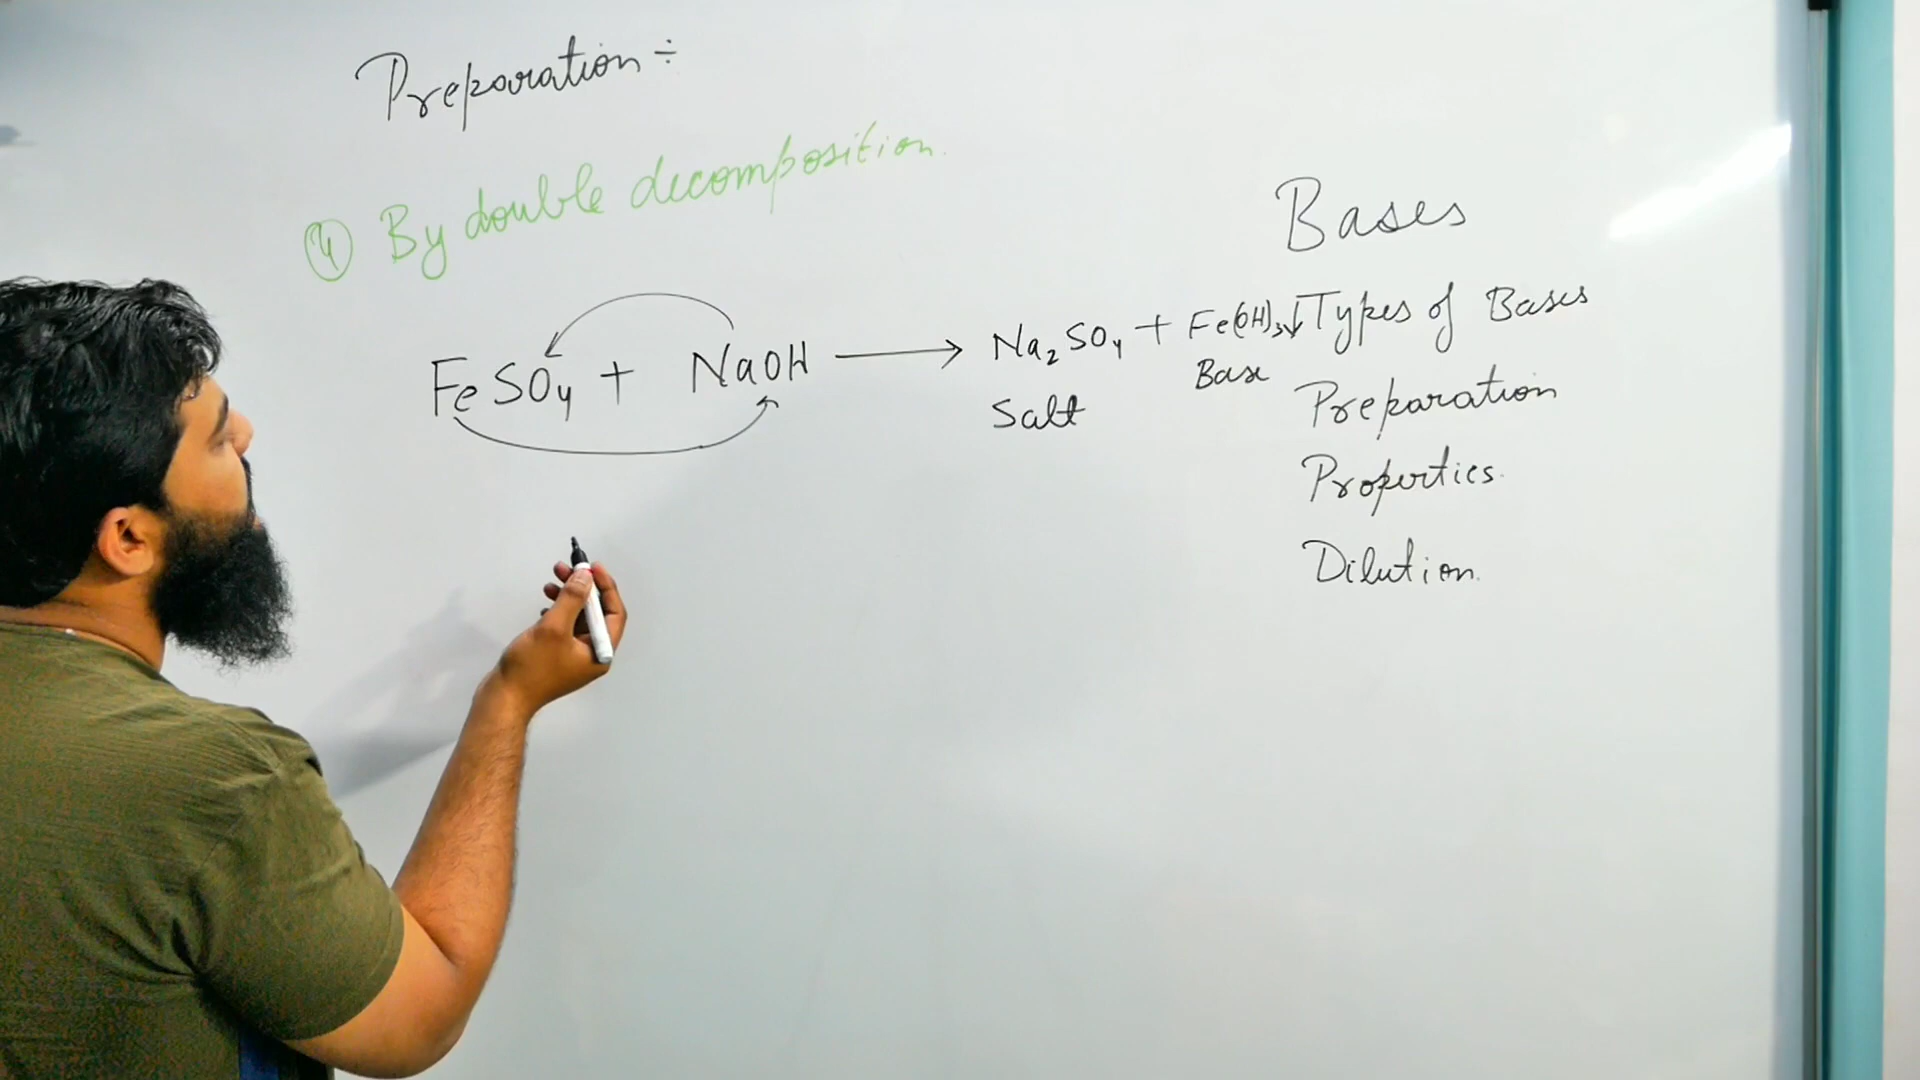 Preparation ÷
④ By double decomposition.
FeSO₄ + NaOH ⟶ Na₂SO₄ + Fe(OH)₃↓
Salt
Base
Bases
Types of Bases
Preparation
Properties.
Dilution.